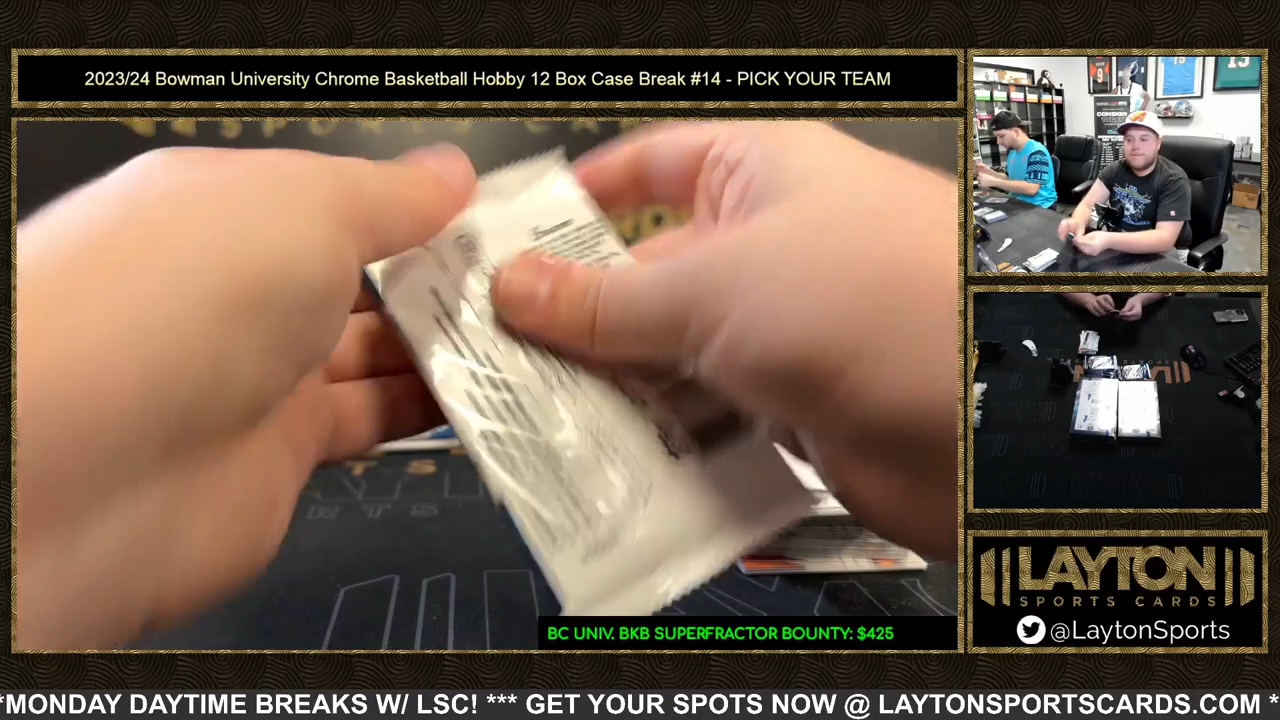 2023/24 Bowman University Chrome Basketball Hobby 12 Box Case Break #14 - PICK YOUR TEAM
CONSIGN
BC UNIV. BKB SUPERFRACTOR BOUNTY: $425
LAYTON
SPORTS CARDS
@LaytonSports
*MONDAY DAYTIME BREAKS W/ LSC! *** GET YOUR SPOTS NOW @ LAYTONSPORTSCARDS.COM *